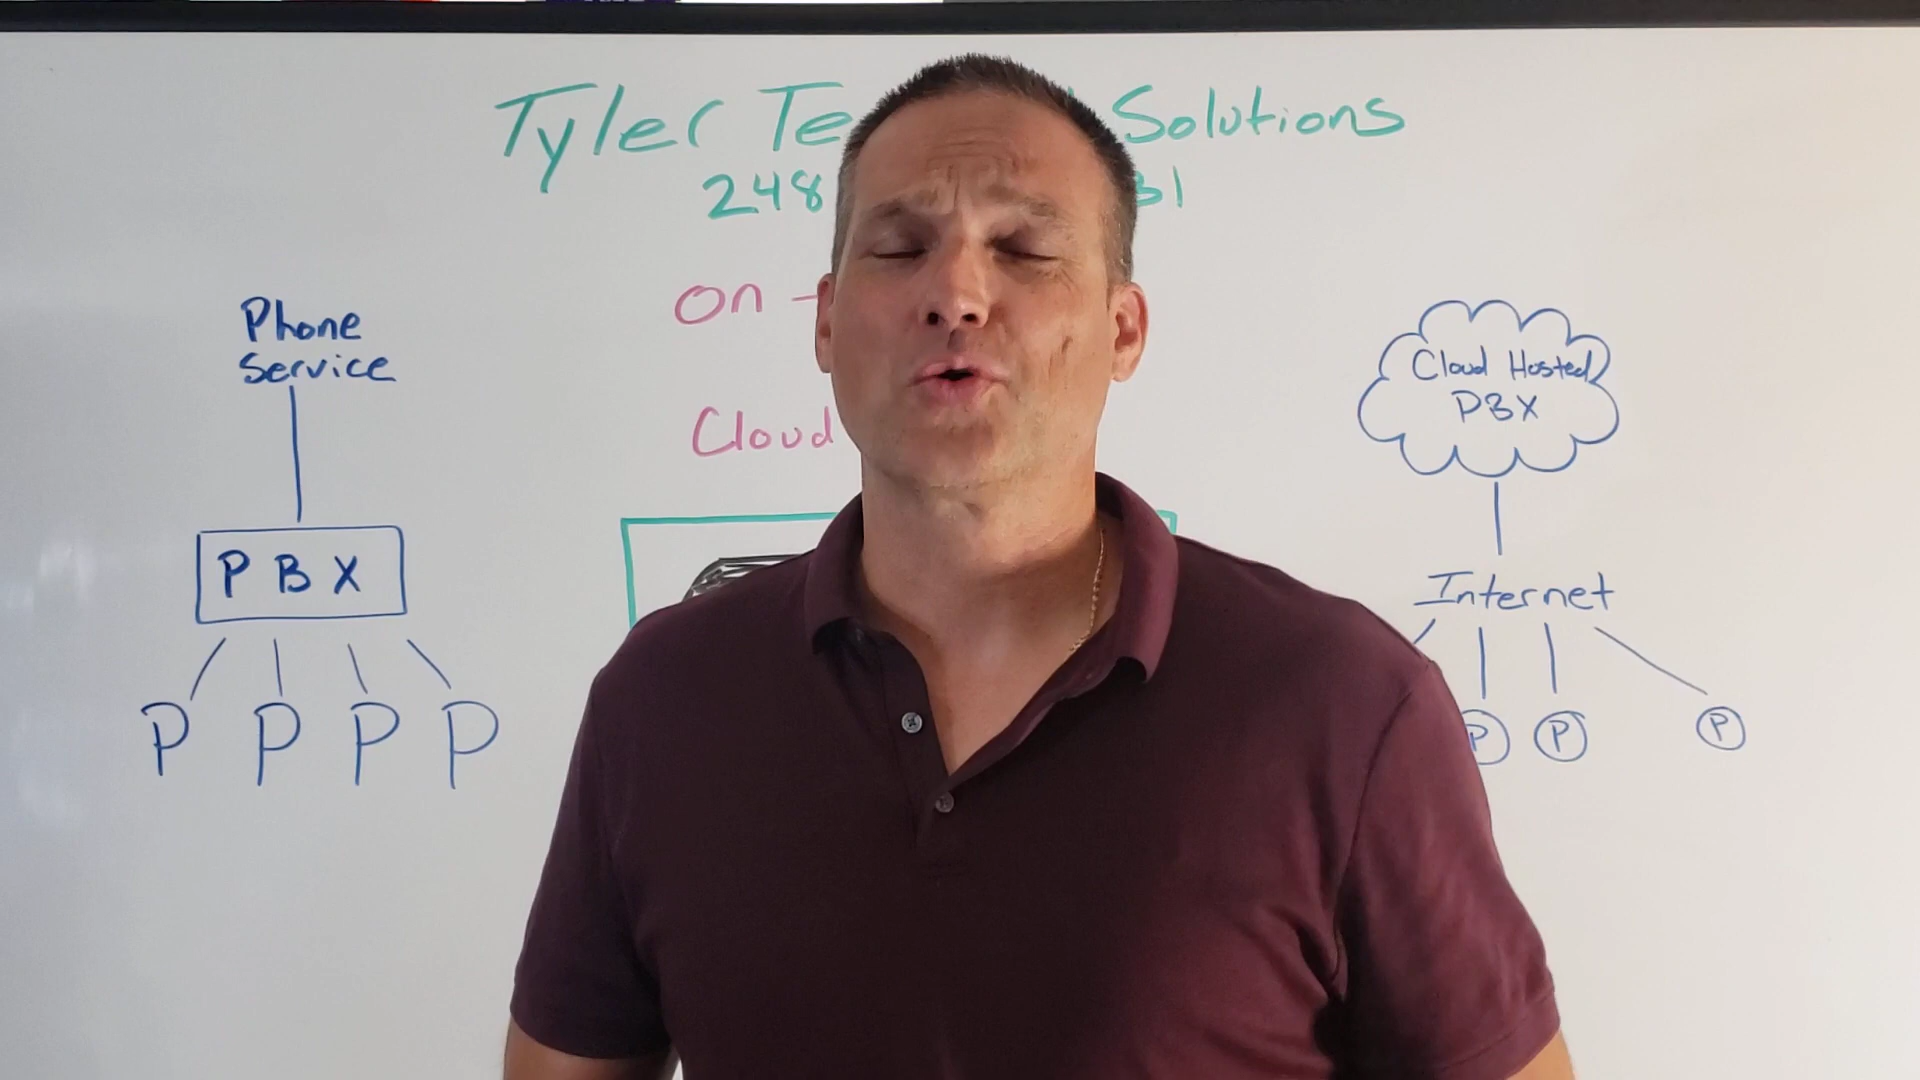 Tyler Te Solutions
248 31
On -
Cloud
Phone
Service
PBX
P P P P
Cloud Hosted
PBX
Internet
P P P